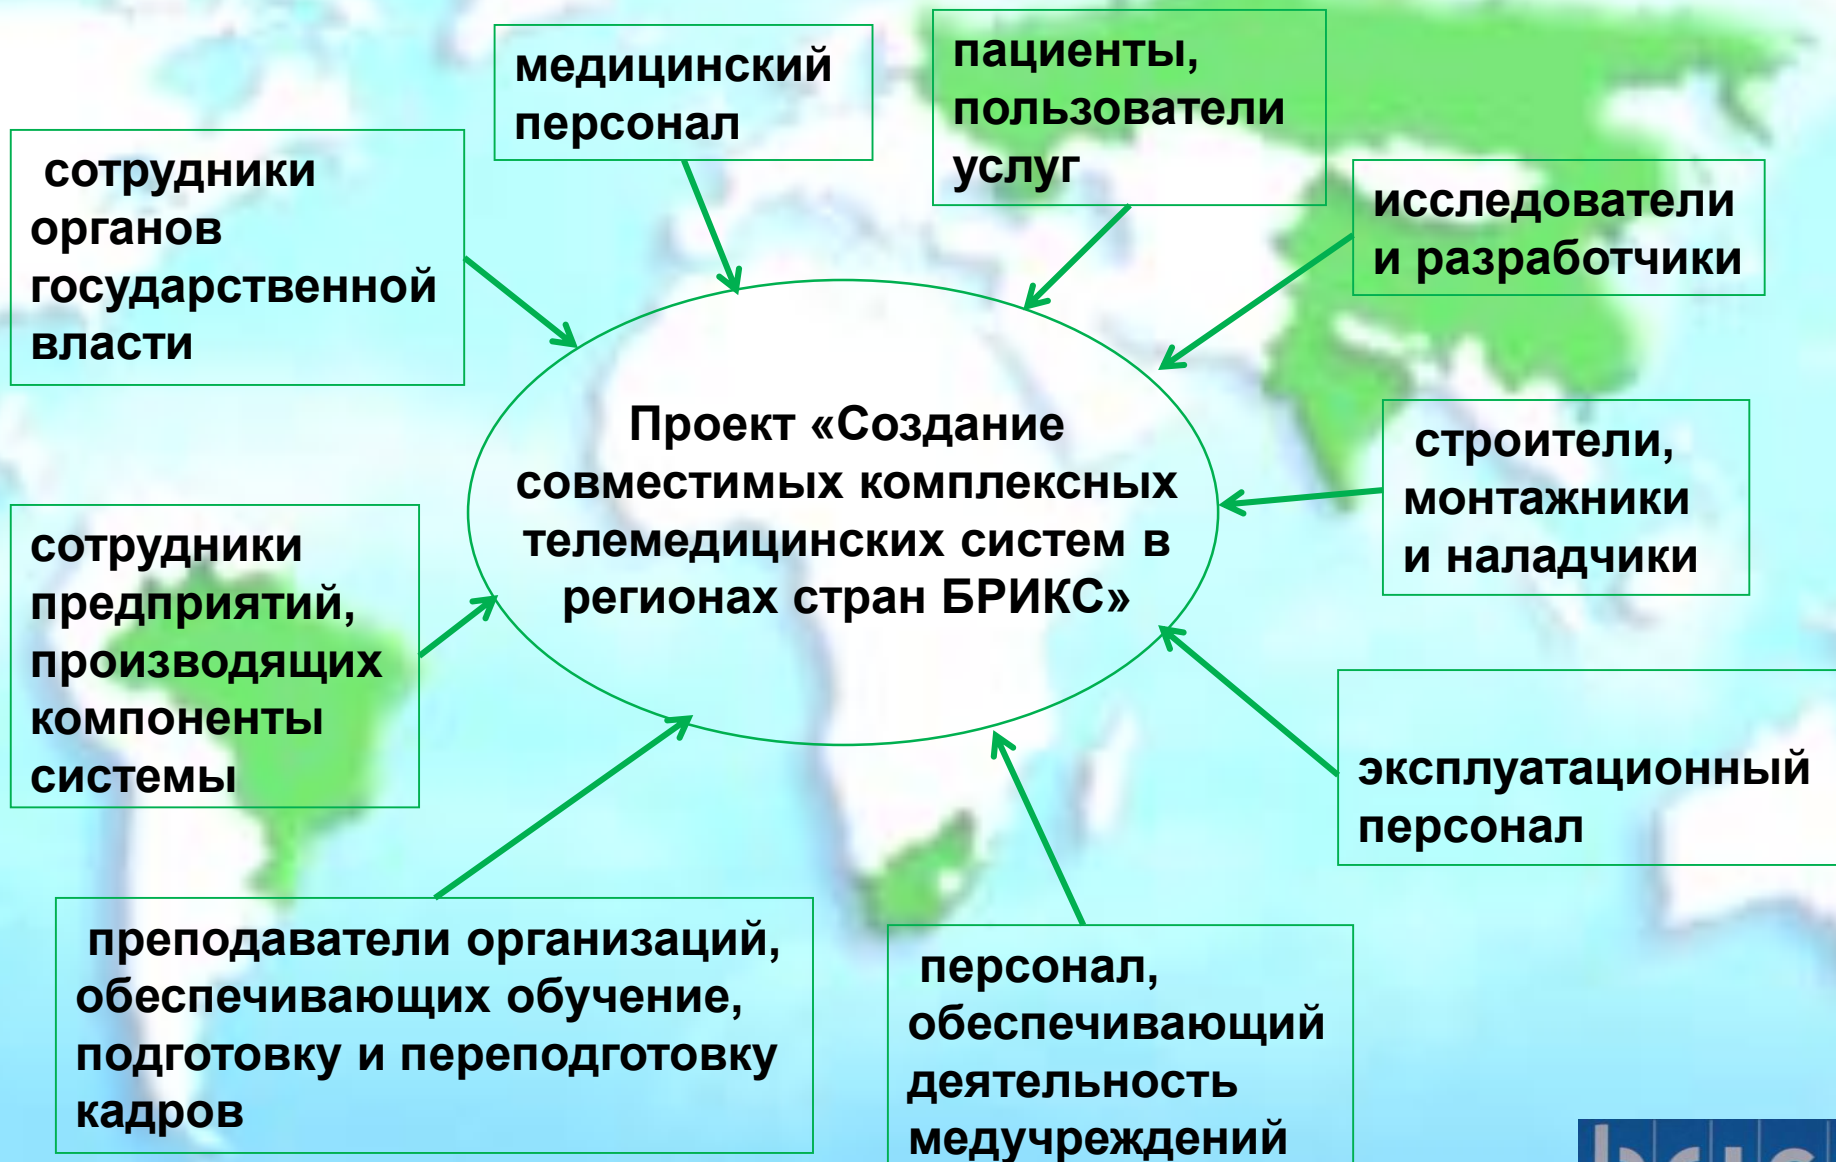 медицинский
персонал
пациенты,
пользователи
услуг
сотрудники
органов
государственной
власти
исследователи
и разработчики
Проект «Создание
совместимых комплексных
телемедицинских систем в
регионах стран БРИКС»
строители,
монтажники
и наладчики
сотрудники
предприятий,
производящих
компоненты
системы
эксплуатационный
персонал
преподаватели организаций,
обеспечивающих обучение,
подготовку и переподготовку
кадров
персонал,
обеспечивающий
деятельность
медучреждений